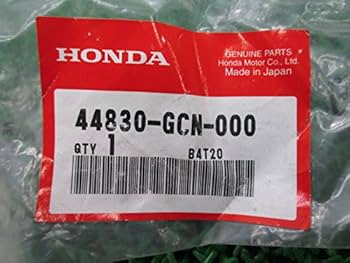 HONDA
GENUINE PARTS
Honda Motor Co., Ltd.
Made in Japan
44830-GCN-000
QTY 1 B4T20